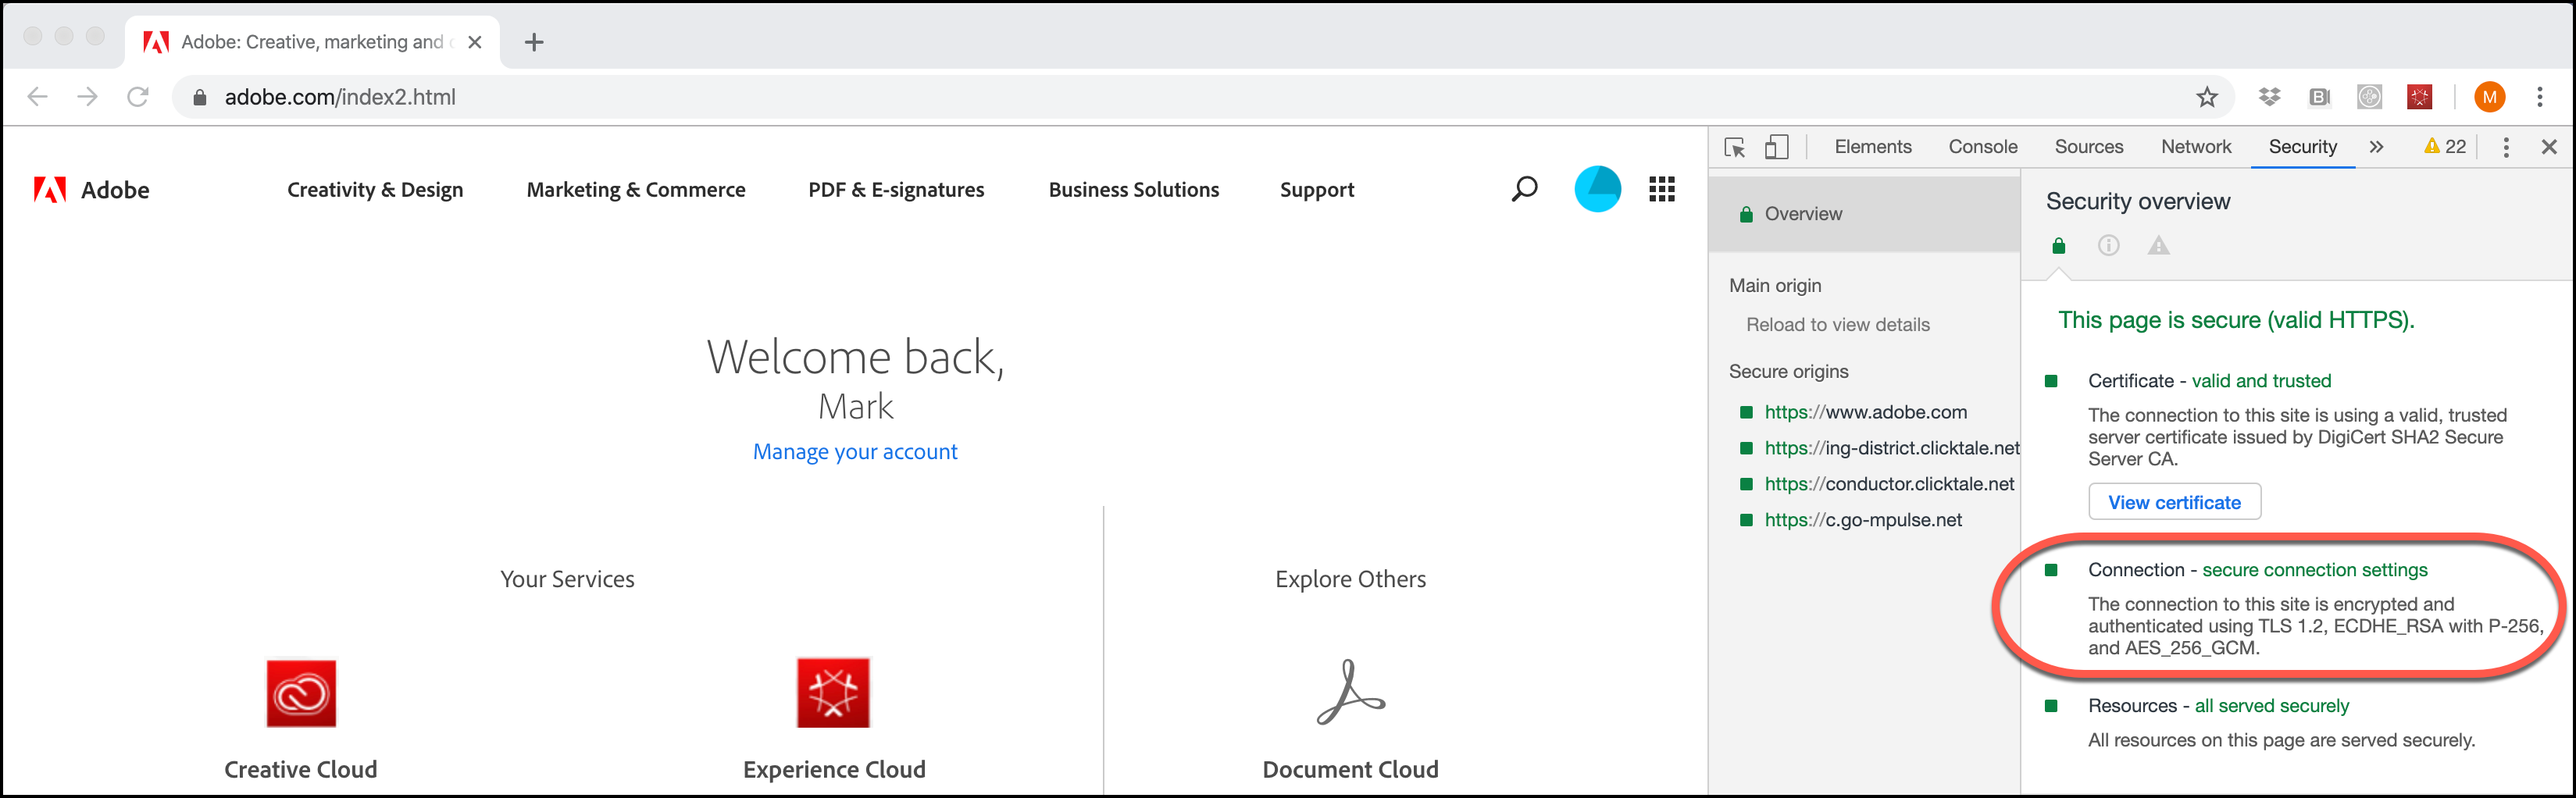 Adobe: Creative, marketing and
adobe.com/index2.html
B
M
Adobe
Creativity & Design
Marketing & Commerce
PDF & E-signatures
Business Solutions
Support
Welcome back,
Mark
Manage your account
Your Services
Explore Others
Creative Cloud
Experience Cloud
Document Cloud
Elements
Console
Sources
Network
Security
22
Overview
Main origin
Reload to view details
Secure origins
https://www.adobe.com
https://ing-district.clicktale.net
https://conductor.clicktale.net
https://c.go-mpulse.net
Security overview
This page is secure (valid HTTPS).
Certificate - valid and trusted
The connection to this site is using a valid, trusted
server certificate issued by DigiCert SHA2 Secure
Server CA.
View certificate
Connection - secure connection settings
The connection to this site is encrypted and
authenticated using TLS 1.2, ECDHE_RSA with P-256,
and AES_256_GCM.
Resources - all served securely
All resources on this page are served securely.